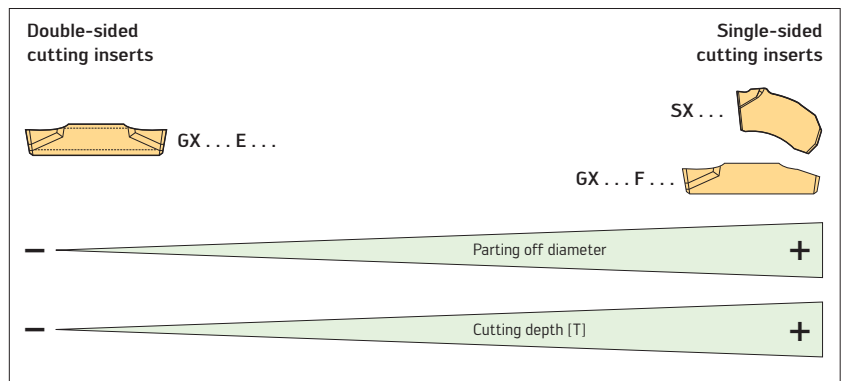 Double-sided
cutting inserts
Single-sided
cutting inserts
SX . . .
GX . . . E . . .
GX . . . F . . .
− Parting off diameter +
− Cutting depth [T] +